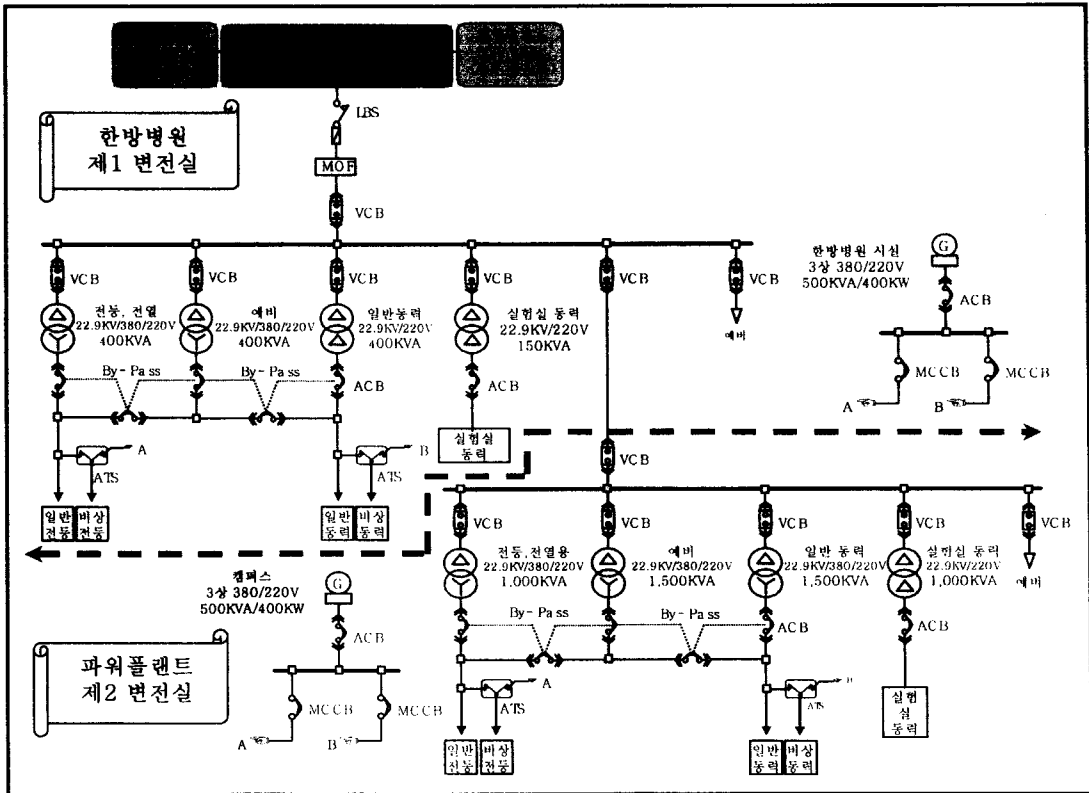 LBS
한방병원
제1 변전실
MOF
VCB
VCB
VCB
VCB
VCB
VCB
VCB
전등, 전열
22.9KV/380/220V
400KVA
예비
22.9KV/380/220V
400KVA
일반동력
22.9KV/220V
400KVA
실험실 동력
22.9KV/220V
150KVA
예비
한방병원 시설
3상 380/220V
500KVA/400KW
G
ACB
MCCB
MCCB
A
B
By-Pass
By-Pass
ACB
ACB
A
ATS
B
ATS
실험실
동력
일반
전등
비상
전등
일반
동력
비상
동력
VCB
VCB
VCB
VCB
VCB
VCB
전등,전열용
22.9KV/380/220V
1,000KVA
예비
22.9KV/380/220V
1,500KVA
일반 동력
22.9KV/380/220V
1,500KVA
실험실 동력
22.9KV/220V
1,000KVA
예비
캠퍼스
3상 380/220V
500KVA/400KW
G
ACB
MCCB
MCCB
A
B
파워플랜트
제2 변전실
By-Pass
By-Pass
ACB
ACB
A
ATS
B
ATS
실험
실
동력
일반
전등
비상
전등
일반
동력
비상
동력